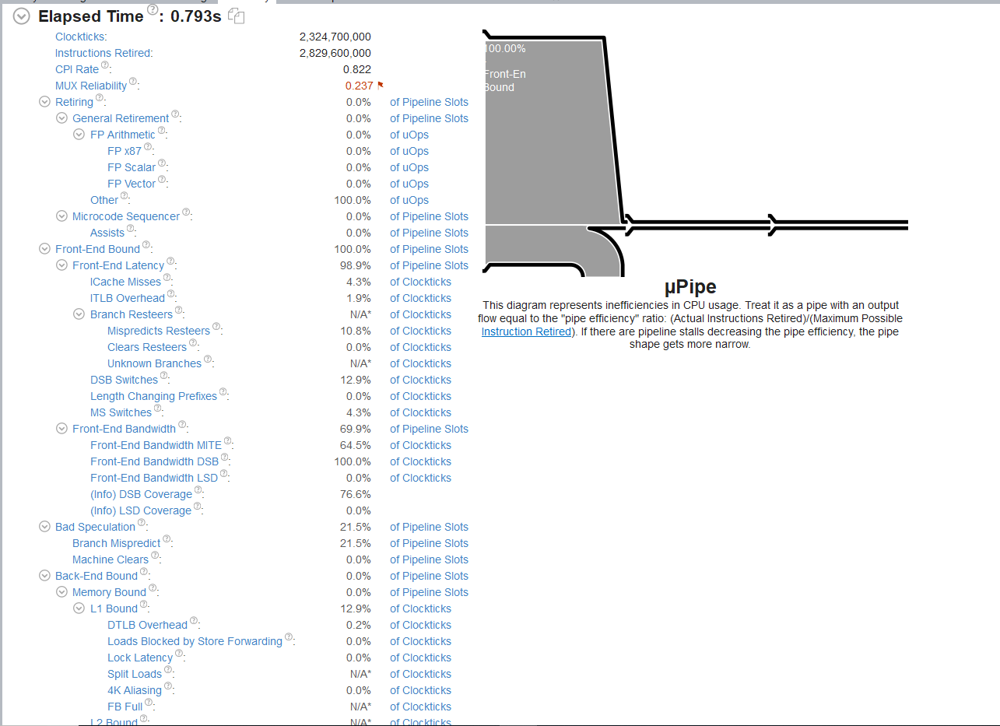 Elapsed Time ?: 0.793s
Clockticks: 2,324,700,000
Instructions Retired: 2,829,600,000
CPI Rate ?: 0.822
MUX Reliability ?: 0.237
Retiring ?: 0.0% of Pipeline Slots
General Retirement ?: 0.0% of Pipeline Slots
FP Arithmetic ?: 0.0% of uOps
FP x87 ?: 0.0% of uOps
FP Scalar ?: 0.0% of uOps
FP Vector ?: 0.0% of uOps
Other ?: 100.0% of uOps
Microcode Sequencer ?: 0.0% of Pipeline Slots
Assists ?: 0.0% of Pipeline Slots
Front-End Bound ?: 100.0% of Pipeline Slots
Front-End Latency ?: 98.9% of Pipeline Slots
ICache Misses ?: 4.3% of Clockticks
ITLB Overhead ?: 1.9% of Clockticks
Branch Resteers ?: N/A* of Clockticks
Mispredicts Resteers ?: 10.8% of Clockticks
Clears Resteers ?: 0.0% of Clockticks
Unknown Branches ?: N/A* of Clockticks
DSB Switches ?: 12.9% of Clockticks
Length Changing Prefixes ?: 0.0% of Clockticks
MS Switches ?: 4.3% of Clockticks
Front-End Bandwidth ?: 69.9% of Pipeline Slots
Front-End Bandwidth MITE ?: 64.5% of Clockticks
Front-End Bandwidth DSB ?: 100.0% of Clockticks
Front-End Bandwidth LSD ?: 0.0% of Clockticks
(Info) DSB Coverage ?: 76.6%
(Info) LSD Coverage ?: 0.0%
Bad Speculation ?: 21.5% of Pipeline Slots
Branch Mispredict ?: 21.5% of Pipeline Slots
Machine Clears ?: 0.0% of Pipeline Slots
Back-End Bound ?: 0.0% of Pipeline Slots
Memory Bound ?: 0.0% of Pipeline Slots
L1 Bound ?: 12.9% of Clockticks
DTLB Overhead ?: 0.2% of Clockticks
Loads Blocked by Store Forwarding ?: 0.0% of Clockticks
Lock Latency ?: 0.0% of Clockticks
Split Loads ?: N/A* of Clockticks
4K Aliasing ?: 0.0% of Clockticks
FB Full ?: N/A* of Clockticks
L2 Bound ?: N/A* of Clockticks
100.00%
-
Front-En
Bound
µPipe
This diagram represents inefficiencies in CPU usage. Treat it as a pipe with an output
flow equal to the "pipe efficiency" ratio: (Actual Instructions Retired)/(Maximum Possible
Instruction Retired). If there are pipeline stalls decreasing the pipe efficiency, the pipe
shape gets more narrow.